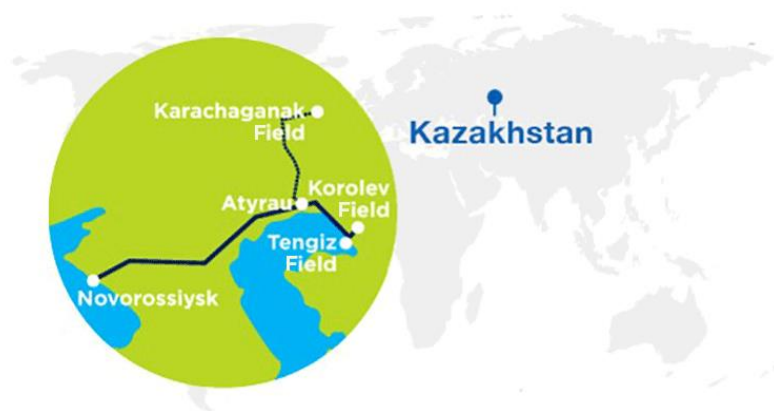 Karachaganak
Field
Kazakhstan
Atyrau
Korolev
Field
Tengiz
Field
Novorossiysk